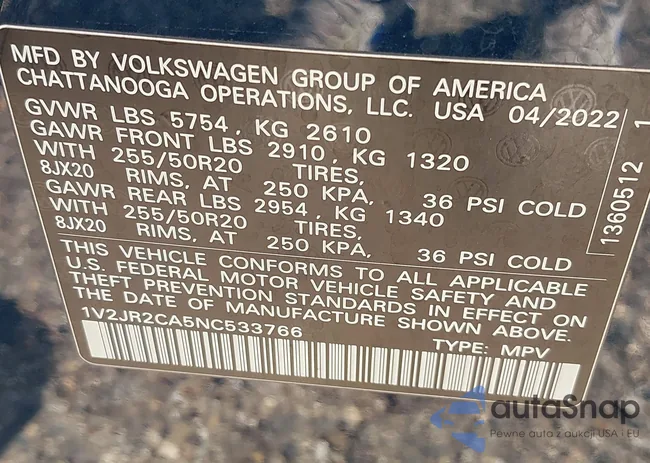 MFD BY VOLKSWAGEN GROUP OF AMERICA
CHATTANOOGA OPERATIONS, LLC. USA 04/2022
GVWR LBS 5754, KG 2610
GAWR FRONT LBS 2910, KG 1320
WITH 255/50R20 TIRES,
8JX20 RIMS, AT 250 KPA, 36 PSI COLD
GAWR REAR LBS 2954, KG 1340
WITH 255/50R20 TIRES,
8JX20 RIMS, AT 250 KPA, 36 PSI COLD
THIS VEHICLE CONFORMS TO ALL APPLICABLE
U.S. FEDERAL MOTOR VEHICLE SAFETY AND
THEFT PREVENTION STANDARDS IN EFFECT ON
THE DATE OF MANUFACTURE SHOWN ABOVE.
1V2JR2CA5NC533766
TYPE: MPV
1360512 1
autaSnap
Pewne auta z aukcji USA i EU